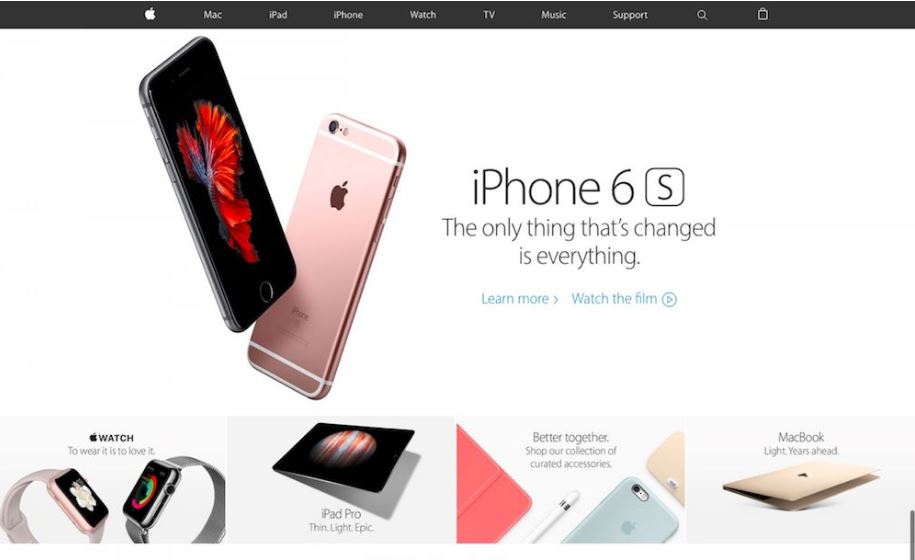 Mac iPad iPhone Watch TV Music Support
iPhone 6 S
The only thing that's changed
is everything.
Learn more > Watch the film
WATCH
To wear it is to love it.
iPad Pro
Thin. Light. Epic.
Better together.
Shop our collection of
curated accessories.
MacBook
Light. Years ahead.
iPhone